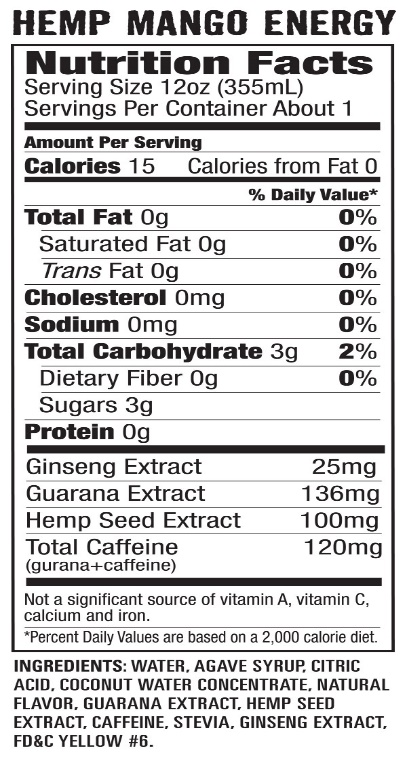 HEMP MANGO ENERGY
Nutrition Facts
Serving Size 12oz (355mL)
Servings Per Container About 1
Amount Per Serving
Calories 15 Calories from Fat 0
% Daily Value*
Total Fat 0g 0%
Saturated Fat 0g 0%
Trans Fat 0g 0%
Cholesterol 0mg 0%
Sodium 0mg 0%
Total Carbohydrate 3g 2%
Dietary Fiber 0g 0%
Sugars 3g
Protein 0g
Ginseng Extract 25mg
Guarana Extract 136mg
Hemp Seed Extract 100mg
Total Caffeine 120mg
(gurana+caffeine)
Not a significant source of vitamin A, vitamin C,
calcium and iron.
*Percent Daily Values are based on a 2,000 calorie diet.
INGREDIENTS: WATER, AGAVE SYRUP, CITRIC
ACID, COCONUT WATER CONCENTRATE, NATURAL
FLAVOR, GUARANA EXTRACT, HEMP SEED
EXTRACT, CAFFEINE, STEVIA, GINSENG EXTRACT,
FD&C YELLOW #6.